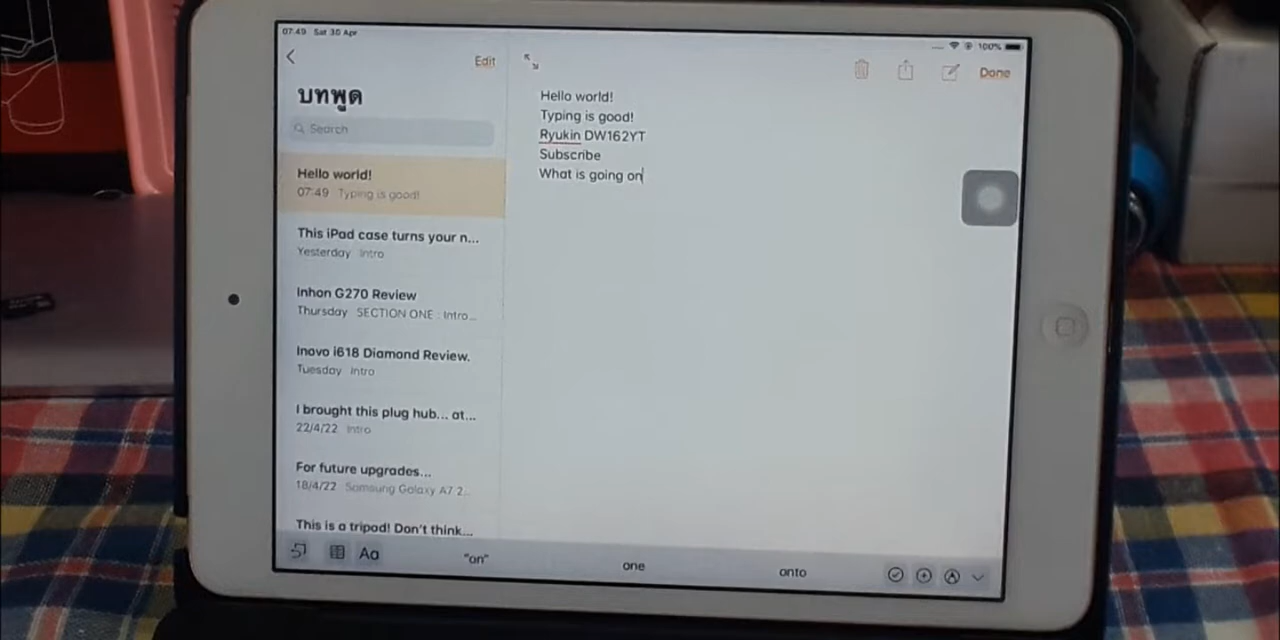 07:49 Sat 30 Apr
100%
Edit
Done
บทพูด
Search
Hello world!
07:49 Typing is good!
This iPad case turns your n...
Yesterday Intro
Inhon G270 Review
Thursday SECTION ONE : Intro...
Inovo i618 Diamond Review.
Tuesday Intro
I brought this plug hub... at...
22/4/22 Intro
For future upgrades...
18/4/22 Samsung Galaxy A7 2...
This is a tripod! Don't think...
Hello world!
Typing is good!
Ryukin DW162YT
Subscribe
What is going on
Aa
"on" one onto